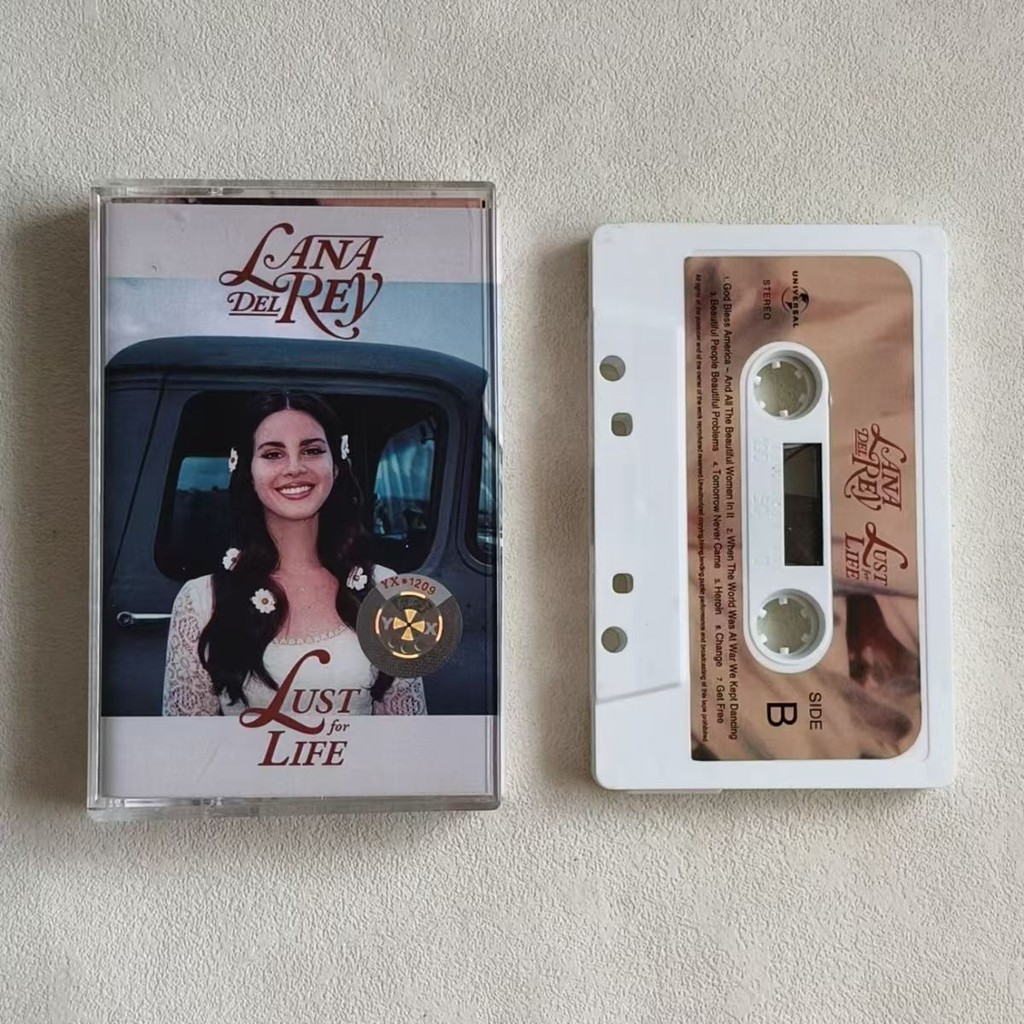 LANA
DEL REY
YX*1209
Y X
LUST
for
LIFE
UNIVERSAL
STEREO
LANA
DEL REY
LUST
for
LIFE
1. God Bless America - And All The Beautiful Women In It 2. When The World Was At War We Kept Dancing
3. Beautiful People Beautiful Problems 4. Tomorrow Never Came 5. Heroin 6. Change 7. Get Free
SIDE
B